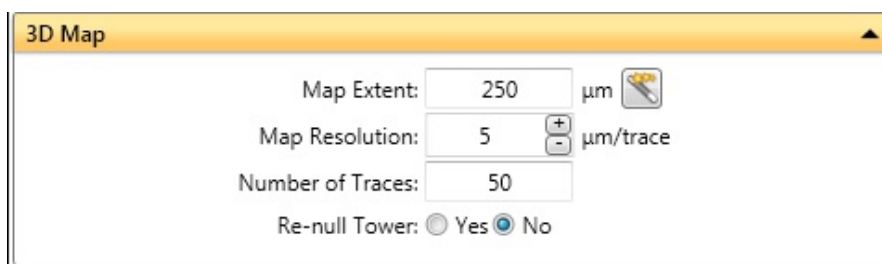 3D Map
Map Extent: 250 μm
Map Resolution: 5 + - μm/trace
Number of Traces: 50
Re-null Tower: Yes No